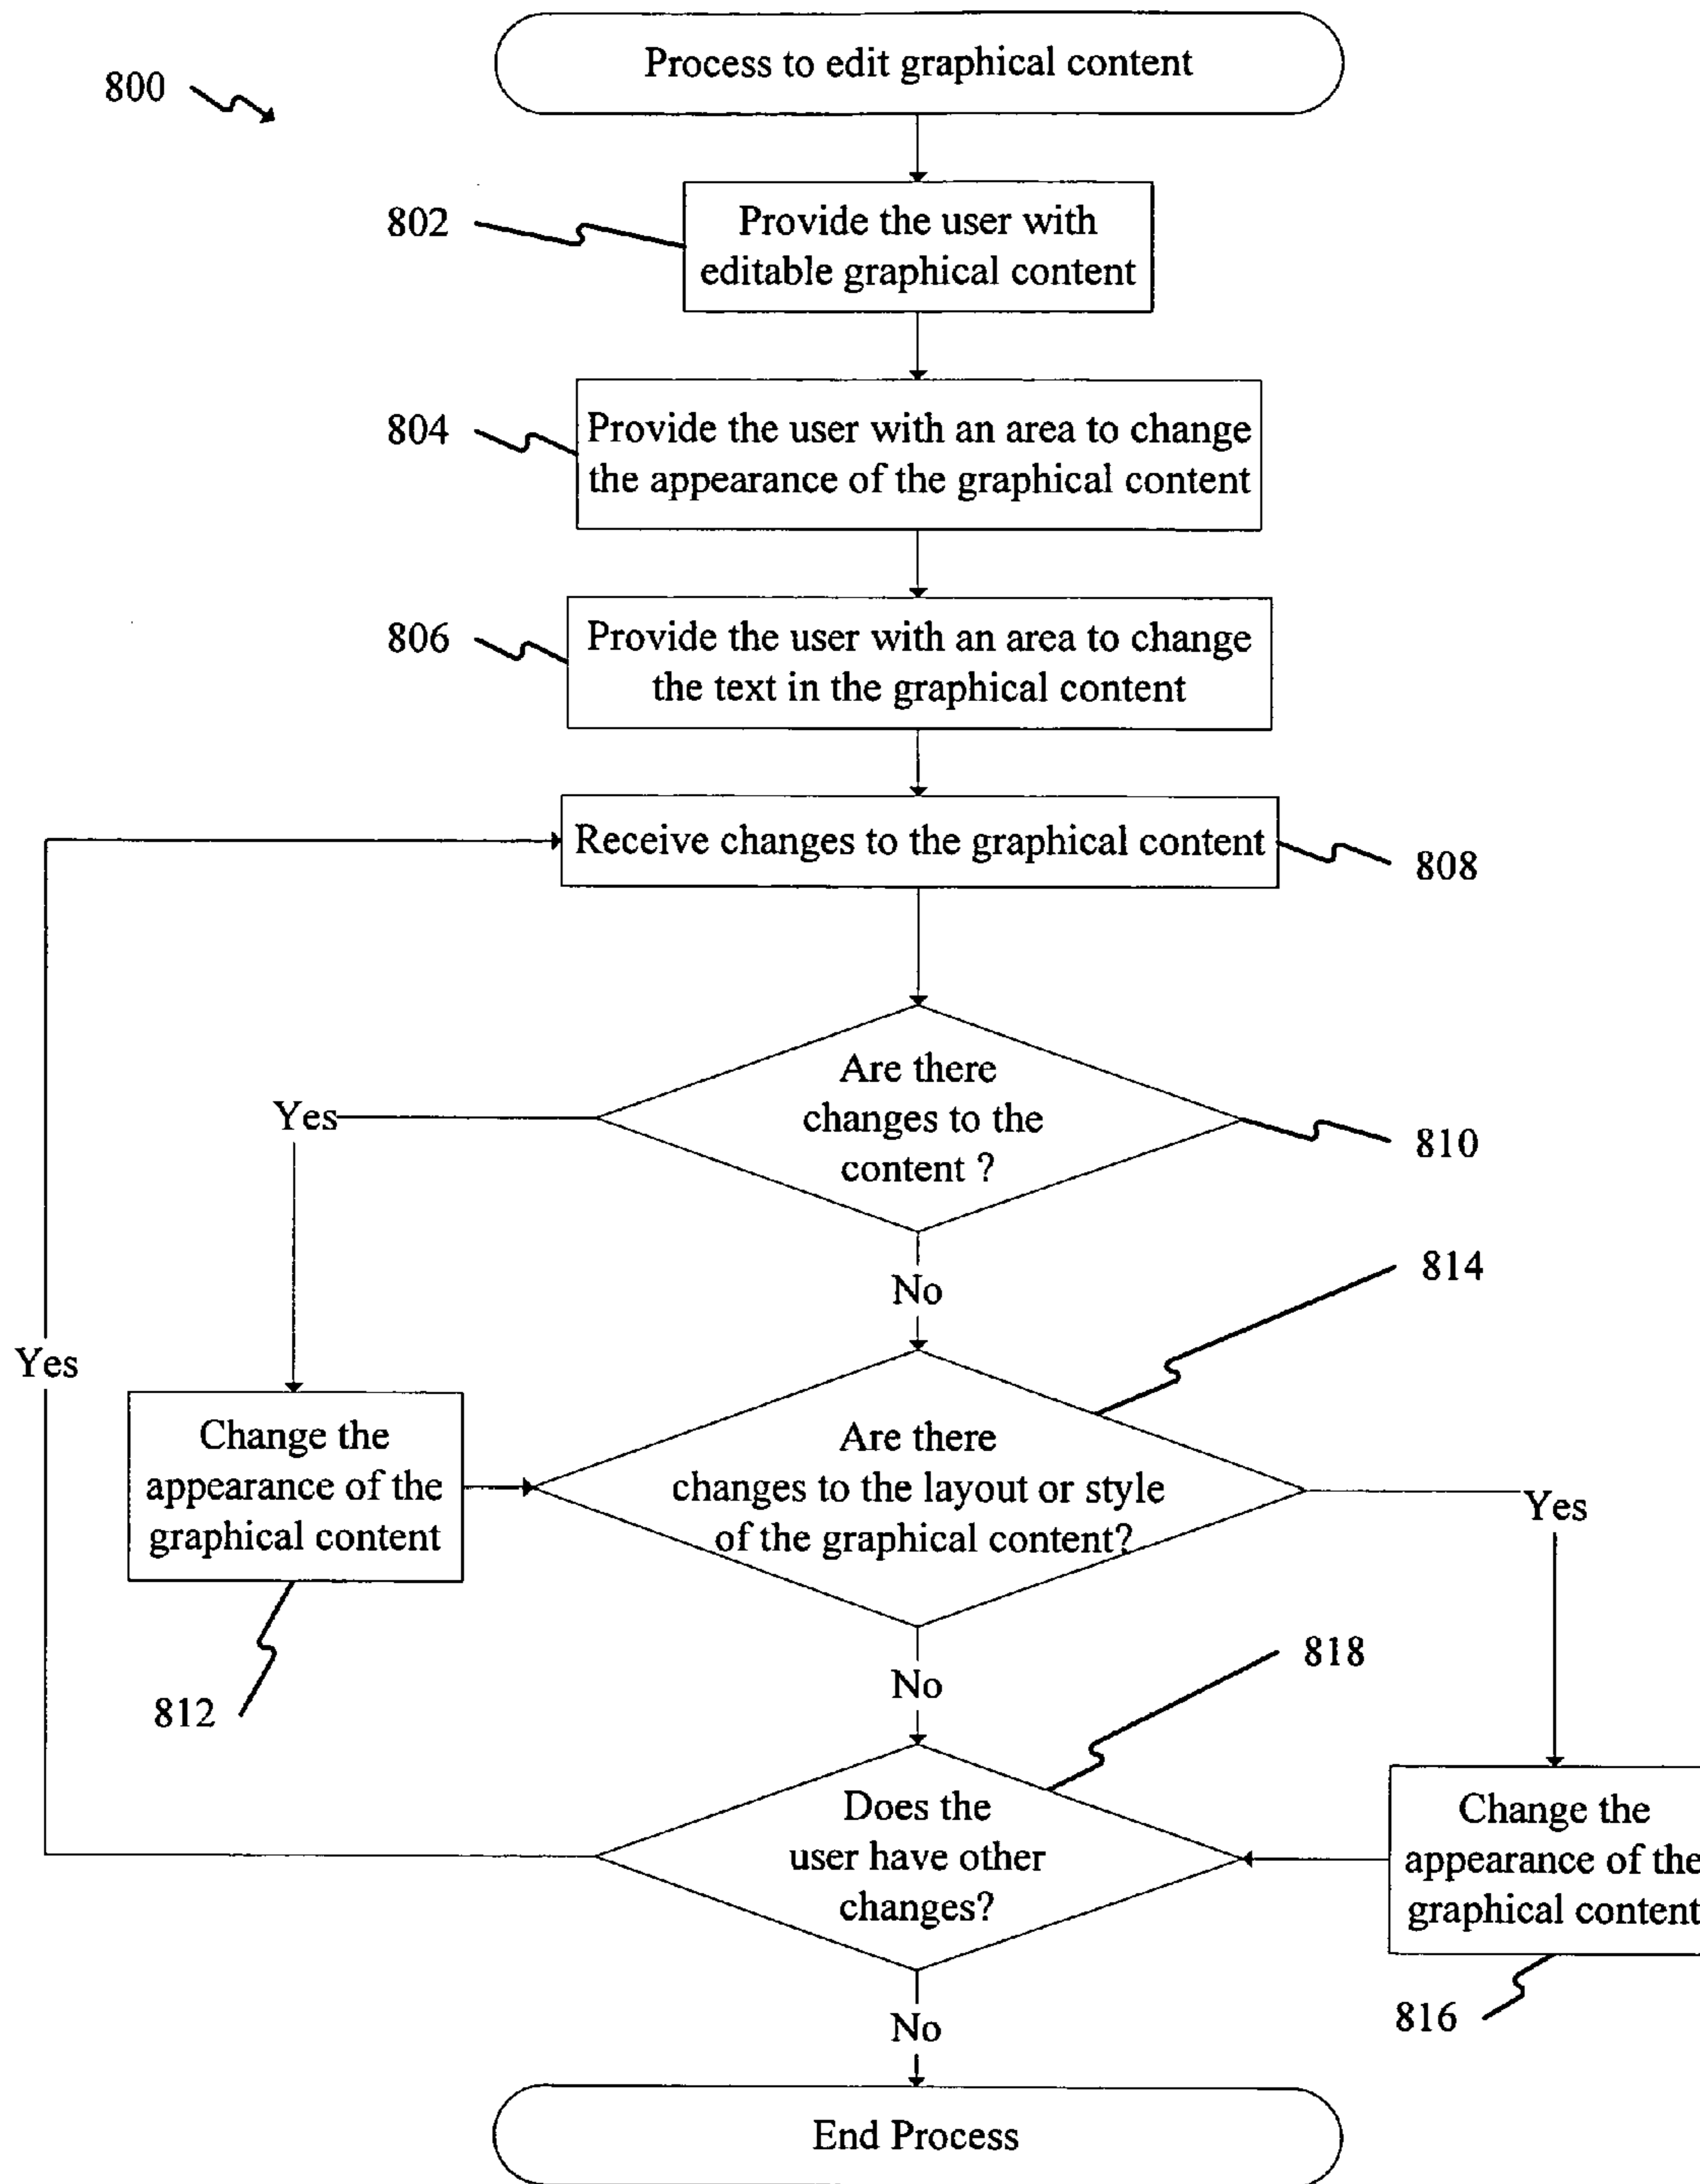 Process to edit graphical content
800
802
Provide the user with
editable graphical content
804
Provide the user with an area to change
the appearance of the graphical content
806
Provide the user with an area to change
the text in the graphical content
Receive changes to the graphical content
808
Are there
changes to the
content ?
810
Yes
No
814
Yes
Change the
appearance of the
graphical content
812
Are there
changes to the layout or style
of the graphical content?
Yes
No
818
Does the
user have other
changes?
Change the
appearance of the
graphical content
816
No
End Process